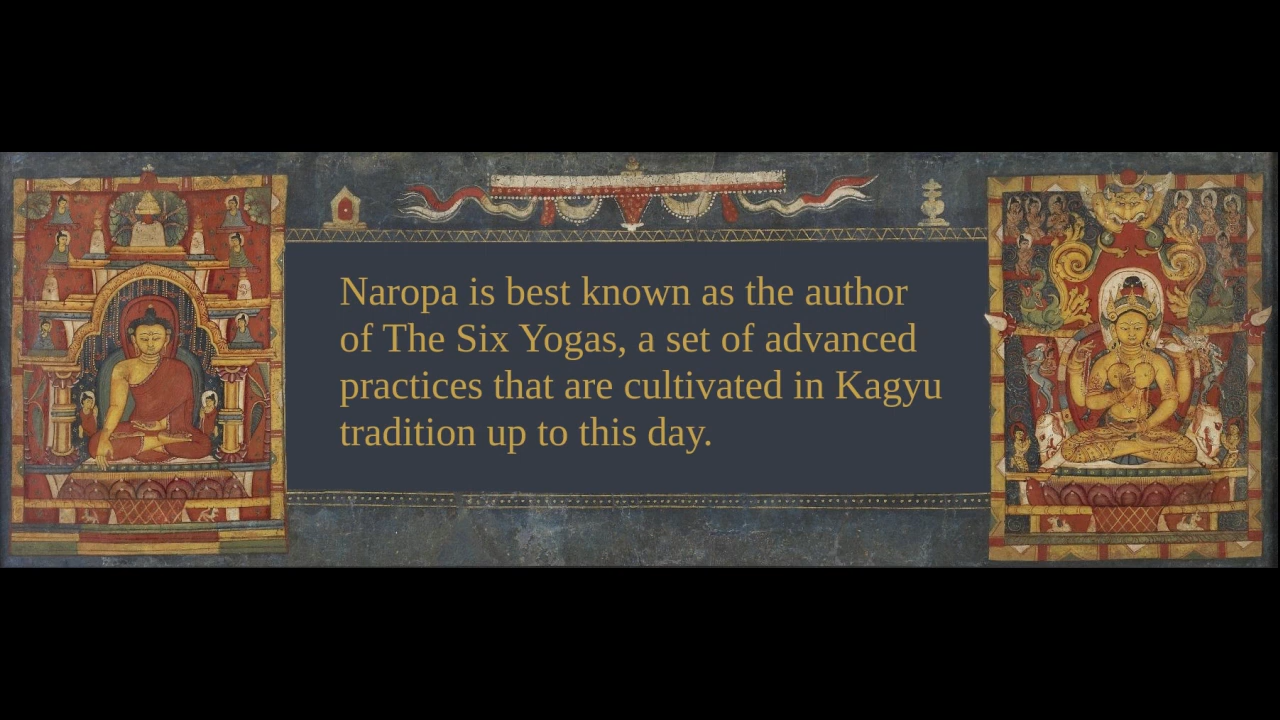 Naropa is best known as the author
of The Six Yogas, a set of advanced
practices that are cultivated in Kagyu
tradition up to this day.